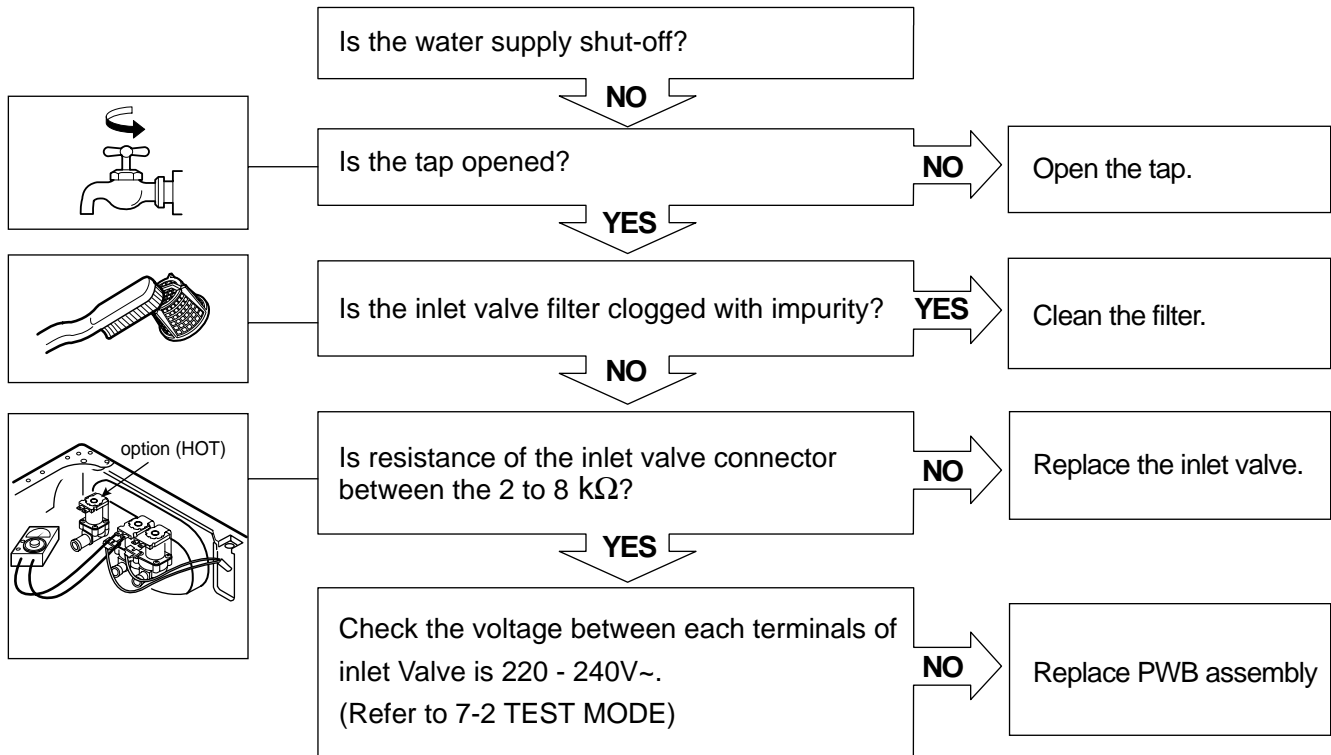 Is the water supply shut-off?
NO
Is the tap opened?
NO
Open the tap.
YES
Is the inlet valve filter clogged with impurity?
YES
Clean the filter.
NO
option (HOT)
Is resistance of the inlet valve connector
between the 2 to 8 kΩ?
NO
Replace the inlet valve.
YES
Check the voltage between each terminals of
inlet Valve is 220 - 240V~.
(Refer to 7-2 TEST MODE)
NO
Replace PWB assembly